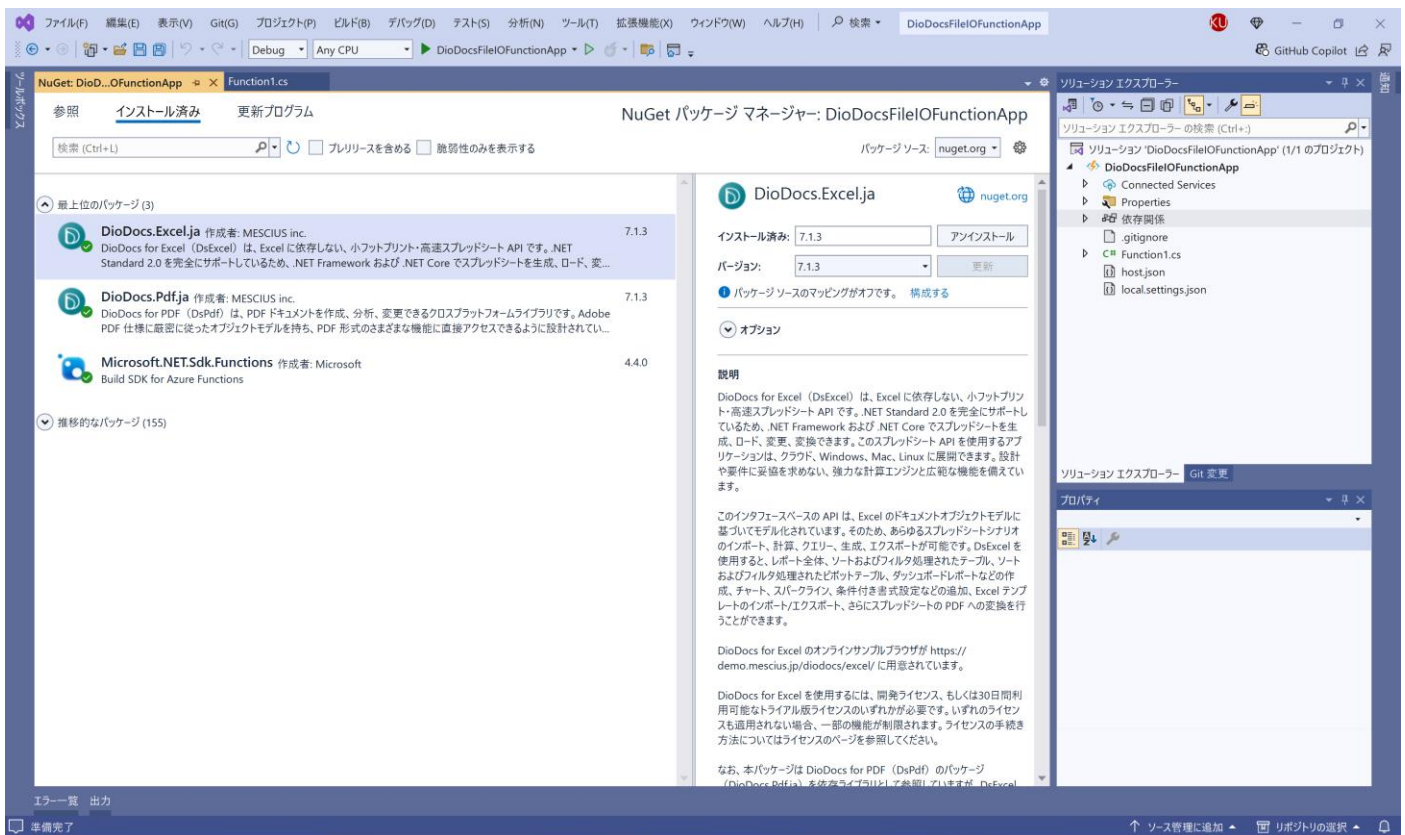 ファイル(F) 編集(E) 表示(V) Git(G) プロジェクト(P) ビルド(B) デバッグ(D) テスト(S) 分析(N) ツール(T) 拡張機能(X) ウィンドウ(W) ヘルプ(H) 検索 DioDocsFileIOFunctionApp KU
Debug Any CPU DioDocsFileIOFunctionApp GitHub Copilot
ツールボックス
NuGet: DioD...OFunctionApp Function1.cs
参照 インストール済み 更新プログラム NuGet パッケージ マネージャー: DioDocsFileIOFunctionApp
検索 (Ctrl+L) プレリリースを含める 脆弱性のみを表示する パッケージ ソース: nuget.org
最上位のパッケージ (3)
DioDocs.Excel.ja 作成者: MESCIUS inc. 7.1.3
DioDocs for Excel（DsExcel）は、Excel に依存しない、小フットプリント・高速スプレッドシート API です。.NET
Standard 2.0 を完全にサポートしているため、.NET Framework および .NET Core でスプレッドシートを生成、ロード、変...
DioDocs.Pdf.ja 作成者: MESCIUS inc. 7.1.3
DioDocs for PDF（DsPdf）は、PDF ドキュメントを作成、分析、変更できるクロスプラットフォームライブラリです。Adobe
PDF 仕様に厳密に従ったオブジェクトモデルを持ち、PDF 形式のさまざまな機能に直接アクセスできるように設計されてい...
Microsoft.NET.Sdk.Functions 作成者: Microsoft 4.4.0
Build SDK for Azure Functions
推移的なパッケージ (155)
DioDocs.Excel.ja nuget.org
インストール済み: 7.1.3 アンインストール
バージョン: 7.1.3 更新
パッケージ ソースのマッピングがオフです。 構成する
オプション
説明
DioDocs for Excel（DsExcel）は、Excel に依存しない、小フットプリン
ト・高速スプレッドシート API です。.NET Standard 2.0 を完全にサポートし
ているため、.NET Framework および .NET Core でスプレッドシートを生
成、ロード、変更、変換できます。このスプレッドシート API を使用するアプ
リケーションは、クラウド、Windows、Mac、Linux に展開できます。設計
や要件に妥協を求めない、強力な計算エンジンと広範な機能を備えてい
ます。
このインタフェースベースの API は、Excel のドキュメントオブジェクトモデルに
基づいてモデル化されています。そのため、あらゆるスプレッドシートシナリオ
のインポート、計算、クエリー、生成、エクスポートが可能です。DsExcel を
使用すると、レポート全体、ソートおよびフィルタ処理されたテーブル、ソート
およびフィルタ処理されたピボットテーブル、ダッシュボードレポートなどの作
成、チャート、スパークライン、条件付き書式設定などの追加、Excel テンプ
レートのインポート/エクスポート、さらにスプレッドシートの PDF への変換を行
うことができます。
DioDocs for Excel のオンラインサンプルブラウザが https://
demo.mescius.jp/diodocs/excel/ に用意されています。
DioDocs for Excel を使用するには、開発ライセンス、もしくは30日間利
用可能なトライアル版ライセンスのいずれかが必要です。いずれのライセン
スも適用されない場合、一部の機能が制限されます。ライセンスの手続き
方法についてはライセンスのページを参照してください。
なお、本パッケージは DioDocs for PDF（DsPdf）のパッケージ
（DioDocs.Pdf.ja）を依存ライブラリとして参照していますが、DsExcel
ソリューション エクスプローラー
ソリューション エクスプローラー の検索 (Ctrl+:)
ソリューション 'DioDocsFileIOFunctionApp' (1/1 のプロジェクト)
DioDocsFileIOFunctionApp
Connected Services
Properties
依存関係
.gitignore
C# Function1.cs
host.json
local.settings.json
ソリューション エクスプローラー Git 変更
プロパティ
通知
エラー一覧 出力
準備完了 ソース管理に追加 リポジトリの選択